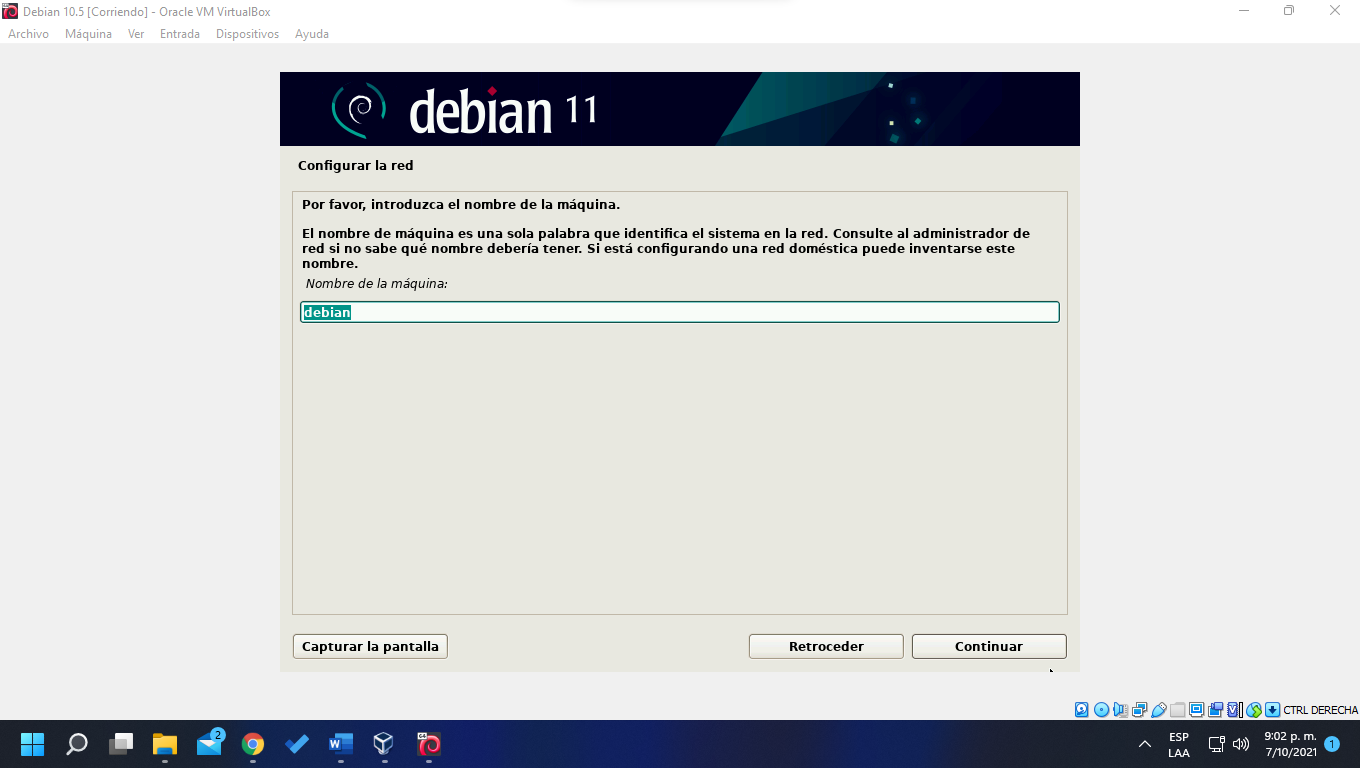 Debian 10.5 [Corriendo] - Oracle VM VirtualBox
Archivo Máquina Ver Entrada Dispositivos Ayuda
debian 11
Configurar la red
Por favor, introduzca el nombre de la máquina.
El nombre de máquina es una sola palabra que identifica el sistema en la red. Consulte al administrador de
red si no sabe qué nombre debería tener. Si está configurando una red doméstica puede inventarse este
nombre.
Nombre de la máquina:
debian
Capturar la pantalla Retroceder Continuar
CTRL DERECHA
2
64
ESP
LAA
9:02 p. m.
7/10/2021
1